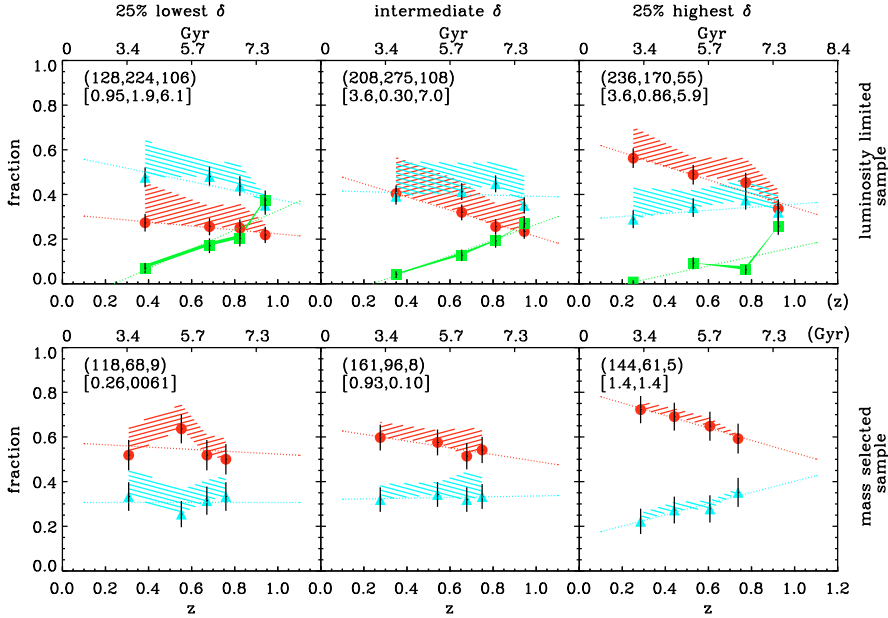 25% lowest δ intermediate δ 25% highest δ
Gyr Gyr Gyr
0 3.4 5.7 7.3 0 3.4 5.7 7.3 0 3.4 5.7 7.3 8.4
1.0
0.8
0.6
0.4
0.2
0.0
fraction
(128,224,106)
[0.95,1.9,6.1]
(208,275,108)
[3.6,0.30,7.0]
(236,170,55)
[3.6,0.86,5.9]
luminosity limited
sample
0.0 0.2 0.4 0.6 0.8 1.0 0.0 0.2 0.4 0.6 0.8 1.0 0.0 0.2 0.4 0.6 0.8 1.0 (z)
0 3.4 5.7 7.3 0 3.4 5.7 7.3 0 3.4 5.7 7.3 (Gyr)
1.0
0.8
0.6
0.4
0.2
0.0
fraction
(118,68,9)
[0.26,0061]
(161,96,8)
[0.93,0.10]
(144,61,5)
[1.4,1.4]
mass selected
sample
0.0 0.2 0.4 0.6 0.8 1.0 0.0 0.2 0.4 0.6 0.8 1.0 0.0 0.2 0.4 0.6 0.8 1.0 1.2
z z z